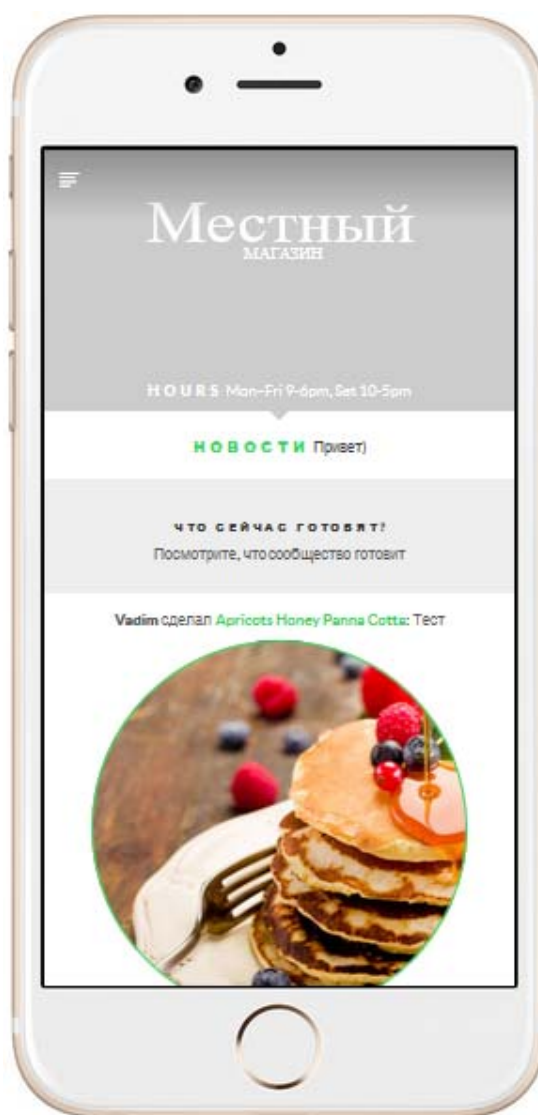 Местный
МАГАЗИН
HOURS Mon–Fri 9-6pm, Sat 10-5pm
НОВОСТИ Привет)
ЧТО СЕЙЧАС ГОТОВЯТ?
Посмотрите, что сообщество готовит
Vadim сделал Apricots Honey Panna Cotta: Тест